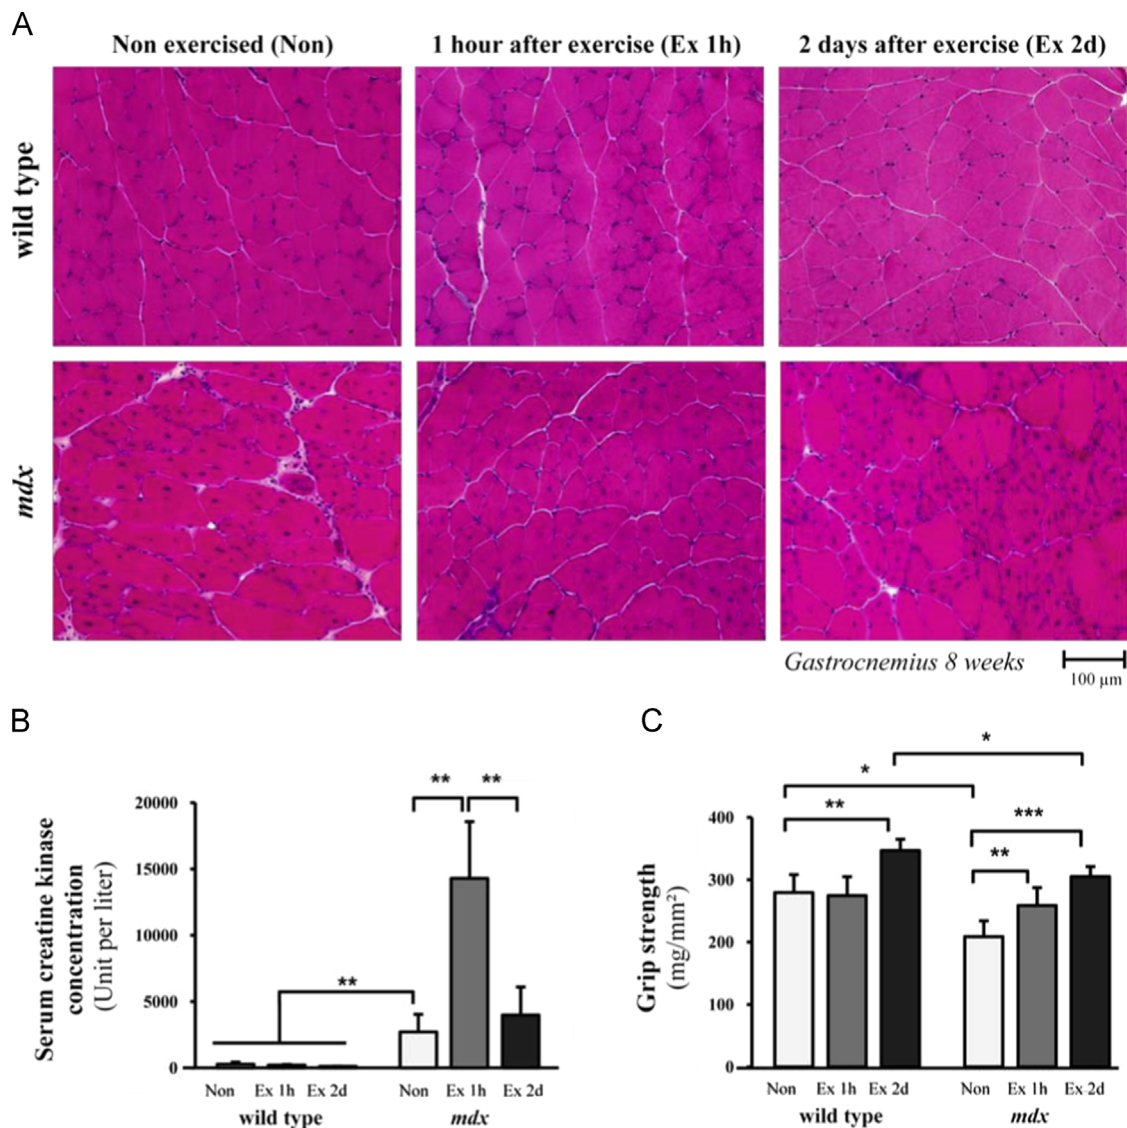 A
Non exercised (Non)
1 hour after exercise (Ex 1h)
2 days after exercise (Ex 2d)
wild type
mdx
Gastrocnemius 8 weeks
100 µm
B
Serum creatine kinase
concentration
(Unit per liter)
20000
15000
10000
5000
0
**
**
**
Non
Ex 1h
Ex 2d
Non
Ex 1h
Ex 2d
wild type
mdx
C
Grip strength
(mg/mm²)
400
300
200
100
0
*
*
**
***
**
Non
Ex 1h
Ex 2d
Non
Ex 1h
Ex 2d
wild type
mdx